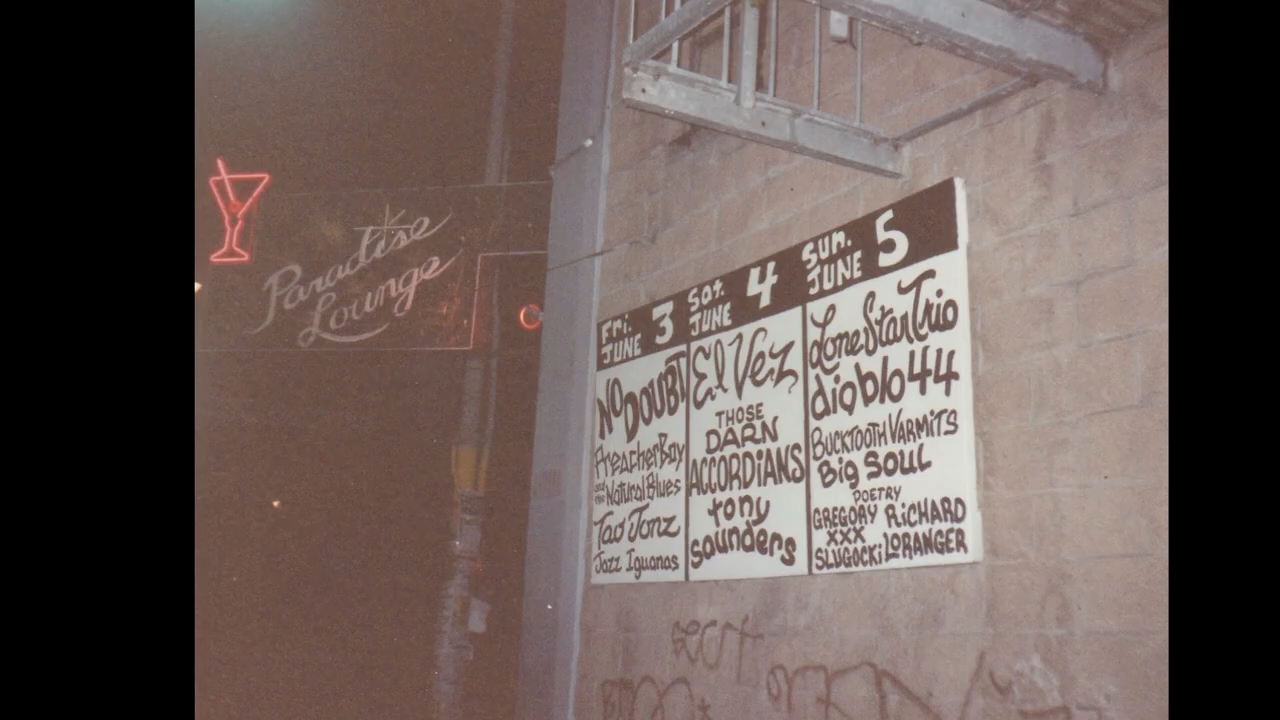 Paradise
Lounge
Fri.
JUNE 3
NO DOUBT
Preacher Boy
and the Natural Blues
Tao Jonz
Jazz Iguanas
Sat.
JUNE 4
El Vez
THOSE
DARN
ACCORDIANS
tony
saunders
Sun.
JUNE 5
Lone Star Trio
diablo 44
BUCKTOOTH VARMITS
Big SOUL
POETRY
GREGORY RICHARD
XXX
SLUGOCKI LORANGER